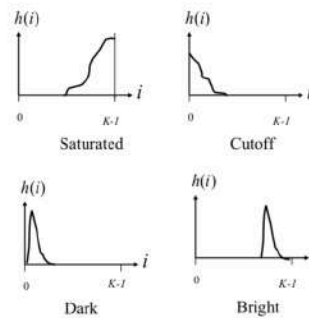 h(i)
i
0
K-1
Saturated
h(i)
i
0
K-1
Cutoff
h(i)
i
0
K-1
Dark
h(i)
i
0
K-1
Bright